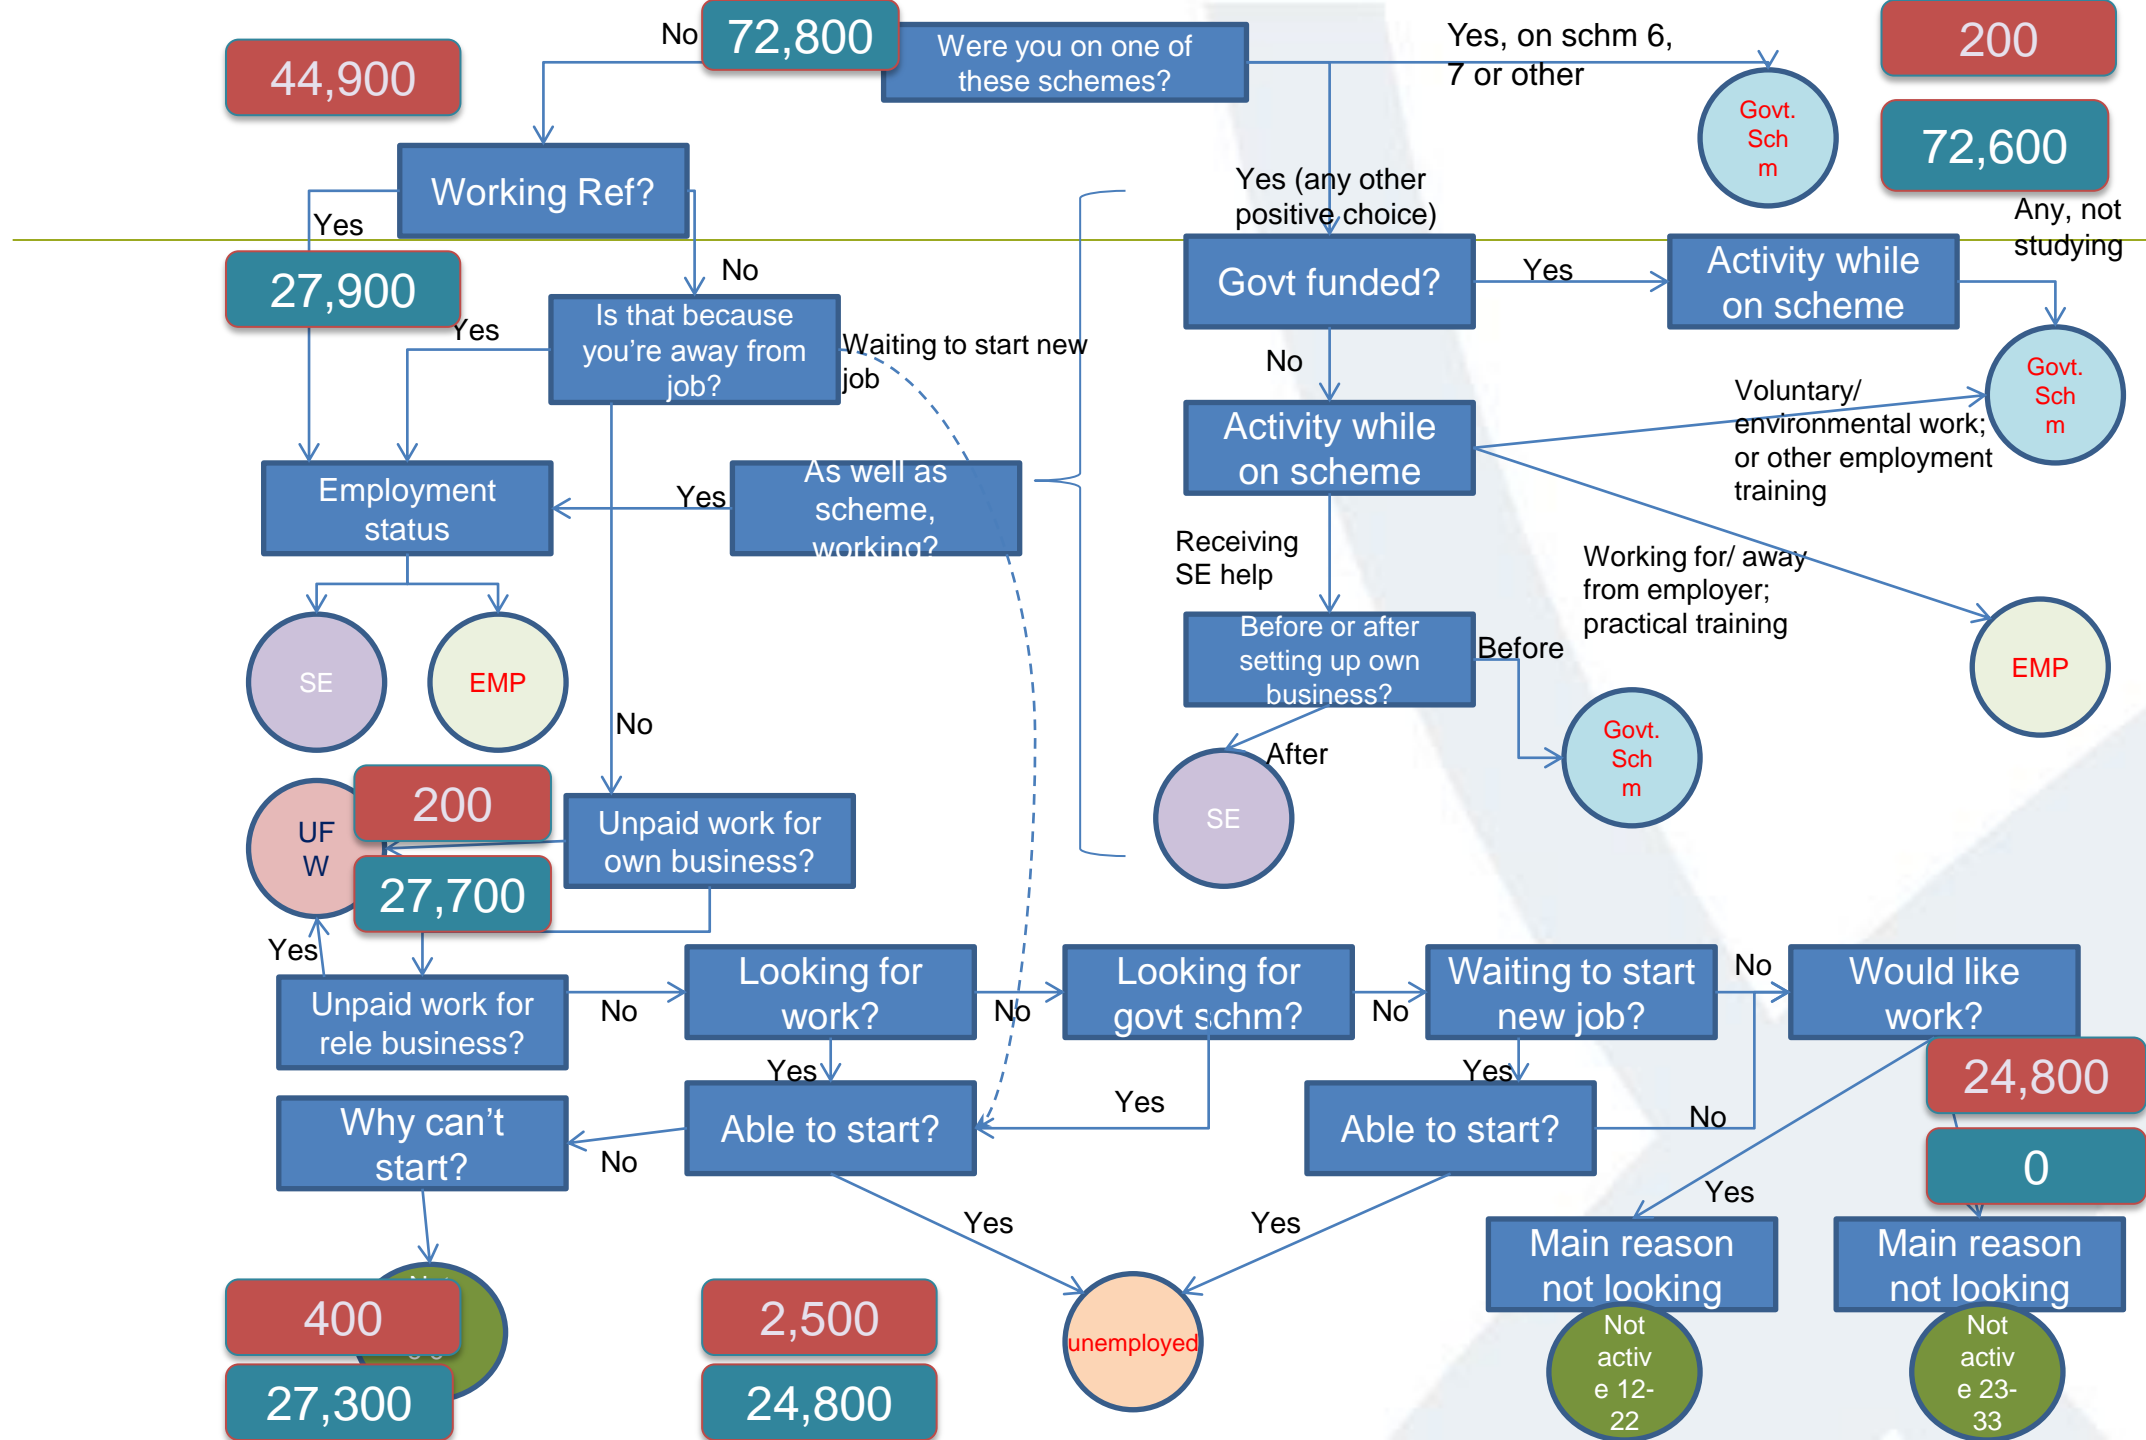 No
72,800
Were you on one of
these schemes?
Yes, on schm 6,
7 or other
200
44,900
Govt.
Sch
m
72,600
Working Ref?
Yes (any other
positive choice)
Any, not
studying
Yes
27,900
No
Govt funded?
Yes
Activity while
on scheme
Is that because
you're away from
job?
Yes
Waiting to start new
job
No
Govt.
Sch
m
Voluntary/
environmental work;
or other employment
training
Activity while
on scheme
Employment
status
Yes
As well as
scheme,
working?
Receiving
SE help
Working for/ away
from employer;
practical training
SE
EMP
Before or after
setting up own
business?
Before
EMP
No
Govt.
Sch
m
After
SE
UF
W
200
Unpaid work for
own business?
27,700
Yes
Unpaid work for
rele business?
No
Looking for
work?
No
Looking for
govt schm?
No
Waiting to start
new job?
No
Would like
work?
Yes
Yes
24,800
Why can't
start?
No
Able to start?
Yes
Able to start?
No
0
Yes
Yes
Yes
Main reason
not looking
Main reason
not looking
400
27,300
2,500
24,800
unemployed
Not
activ
e 12-
22
Not
activ
e 23-
33